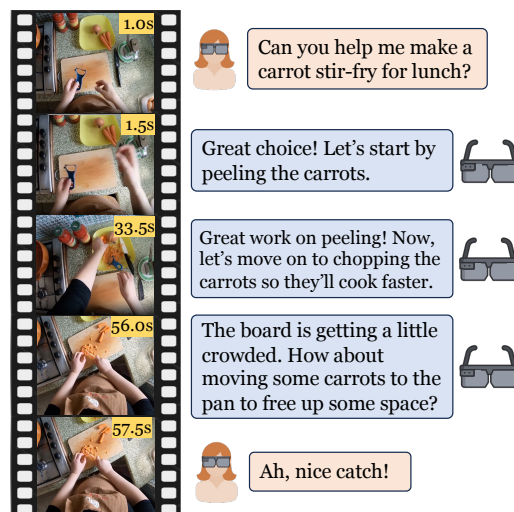 1.0s
Can you help me make a
carrot stir-fry for lunch?
1.5s
Great choice! Let's start by
peeling the carrots.
33.5s
Great work on peeling! Now,
let's move on to chopping the
carrots so they'll cook faster.
56.0s
The board is getting a little
crowded. How about
moving some carrots to the
pan to free up some space?
57.5s
Ah, nice catch!